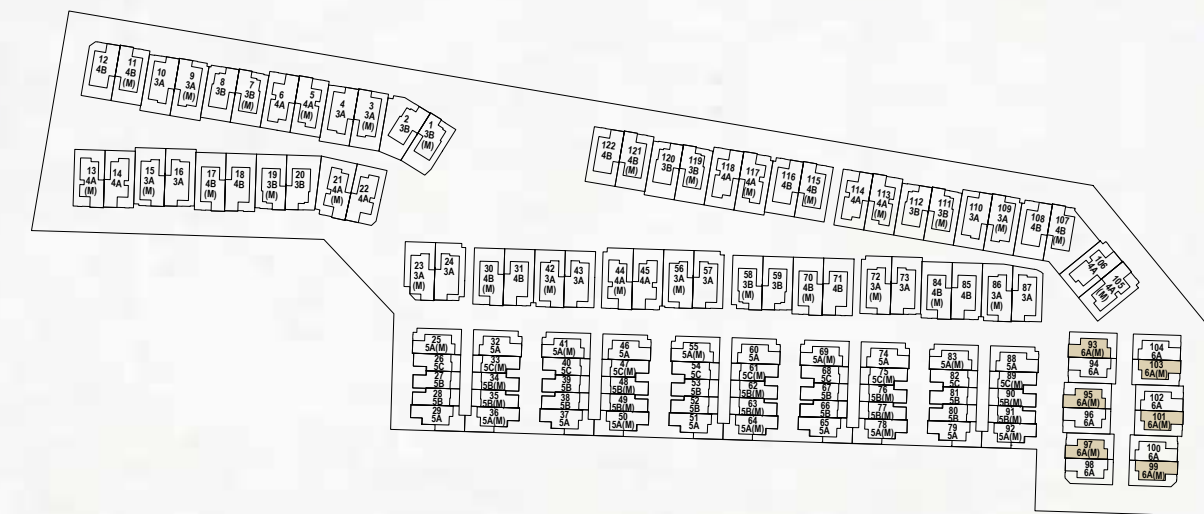 12
4B
11
4B
(M)
10
3A
9
3A
(M)
8
3B
7
3B
(M)
6
4A
5
4A
(M)
4
3A
3
3A
(M)
2
3B
1
3B
(M)
13
4A
(M)
14
4A
15
3A
(M)
16
3A
17
4B
(M)
18
4B
19
3B
(M)
20
3B
21
4A
(M)
22
4A
122
4B
121
4B
(M)
120
3B
119
3B
(M)
118
4A
117
4A
(M)
116
4B
115
4B
(M)
114
4A
113
4A
(M)
112
3B
111
3B
(M)
110
3A
109
3A
(M)
108
4B
107
4B
(M)
106
4A
105
4A
(M)
23
3A
(M)
24
3A
30
4B
(M)
31
4B
42
3A
(M)
43
3A
44
4A
(M)
45
4A
56
3A
(M)
57
3A
58
3B
(M)
59
3B
70
4B
(M)
71
4B
72
3A
(M)
73
3A
84
4B
(M)
85
4B
86
3A
(M)
87
3A
25
5A(M)
26
5C
27
5B
28
5B
29
5A
32
5A
33
5C(M)
34
5B(M)
35
5B(M)
36
5A(M)
41
5A(M)
40
5C
39
5B
38
5B
37
5A
46
5A
47
5C(M)
48
5B(M)
49
5B(M)
50
5A(M)
55
5A(M)
54
5C
53
5B
52
5B
51
5A
60
5A
61
5C(M)
62
5B(M)
63
5B(M)
64
5A(M)
69
5A(M)
68
5C
67
5B
66
5B
65
5A
74
5A
75
5C(M)
76
5B(M)
77
5B(M)
78
5A(M)
83
5A(M)
82
5C
81
5B
80
5B
79
5A
88
5A
89
5C(M)
90
5B(M)
91
5B(M)
92
5A(M)
93
6A(M)
94
6A
95
6A(M)
96
6A
97
6A(M)
98
6A
104
6A
103
6A(M)
102
6A
101
6A(M)
100
6A
99
6A(M)